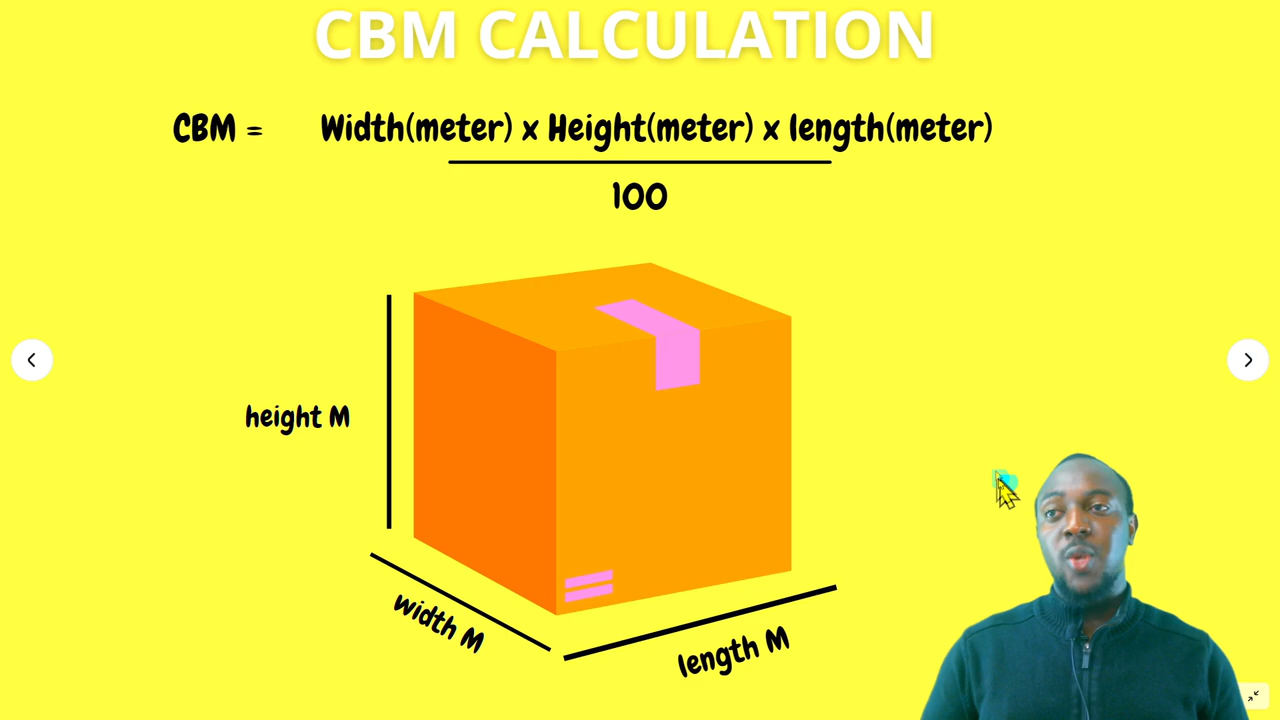 CBM CALCULATION
CBM = Width(meter) x Height(meter) x length(meter)
100
height M
width M
length M